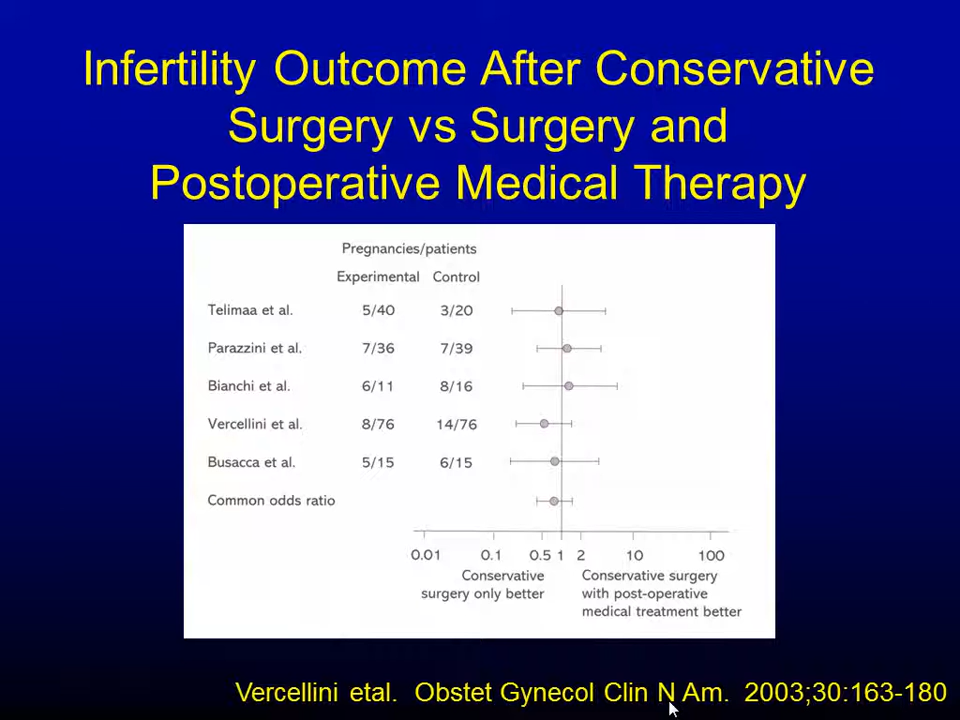 Infertility Outcome After Conservative
Surgery vs Surgery and
Postoperative Medical Therapy
Pregnancies/patients
Experimental Control
Telimaa et al. 5/40 3/20
Parazzini et al. 7/36 7/39
Bianchi et al. 6/11 8/16
Vercellini et al. 8/76 14/76
Busacca et al. 5/15 6/15
Common odds ratio
0.01 0.1 0.5 1 2 10 100
Conservative
surgery only better
Conservative surgery
with post-operative
medical treatment better
Vercellini etal. Obstet Gynecol Clin N Am. 2003;30:163-180